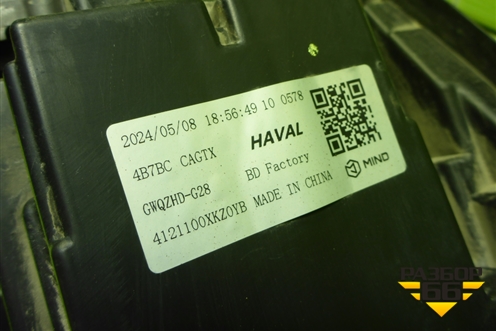 2024/05/08 18:56:49 10 0578
4B7BC CAGTX HAVAL
GWQZHD-G28 BD Factory MIND
4121100XKZ0YB MADE IN CHINA
РАЗБОР
66